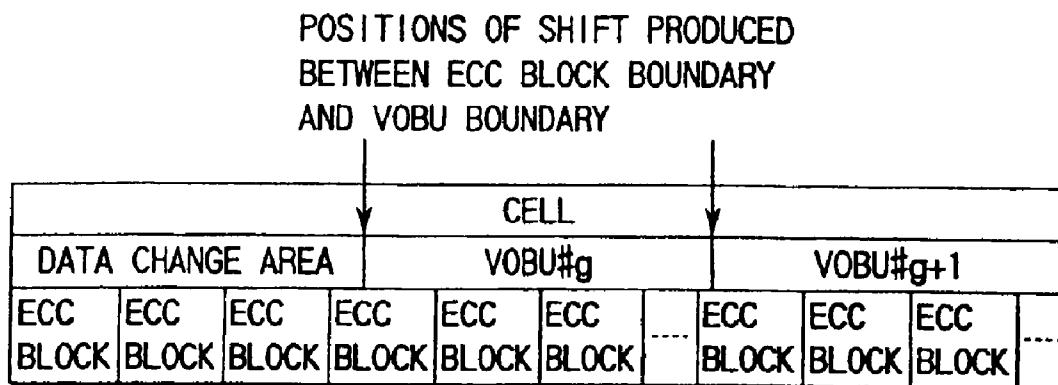 POSITIONS OF SHIFT PRODUCED
BETWEEN ECC BLOCK BOUNDARY
AND VOBU BOUNDARY
CELL
DATA CHANGE AREA VOBU#g VOBU#g+1
ECC ECC ECC ECC ECC ECC ECC ECC ECC
BLOCK BLOCK BLOCK BLOCK BLOCK BLOCK BLOCK BLOCK BLOCK